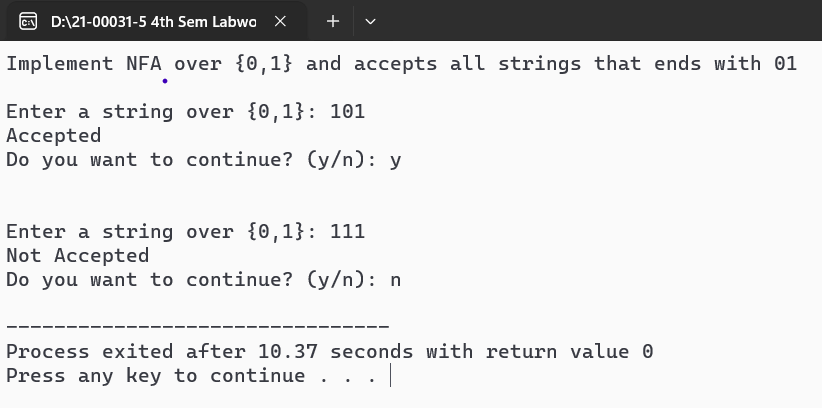 D:\21-00031-5 4th Sem Labwo
Implement NFA over {0,1} and accepts all strings that ends with 01
Enter a string over {0,1}: 101
Accepted
Do you want to continue? (y/n): y
Enter a string over {0,1}: 111
Not Accepted
Do you want to continue? (y/n): n
--------------------------------
Process exited after 10.37 seconds with return value 0
Press any key to continue . . .